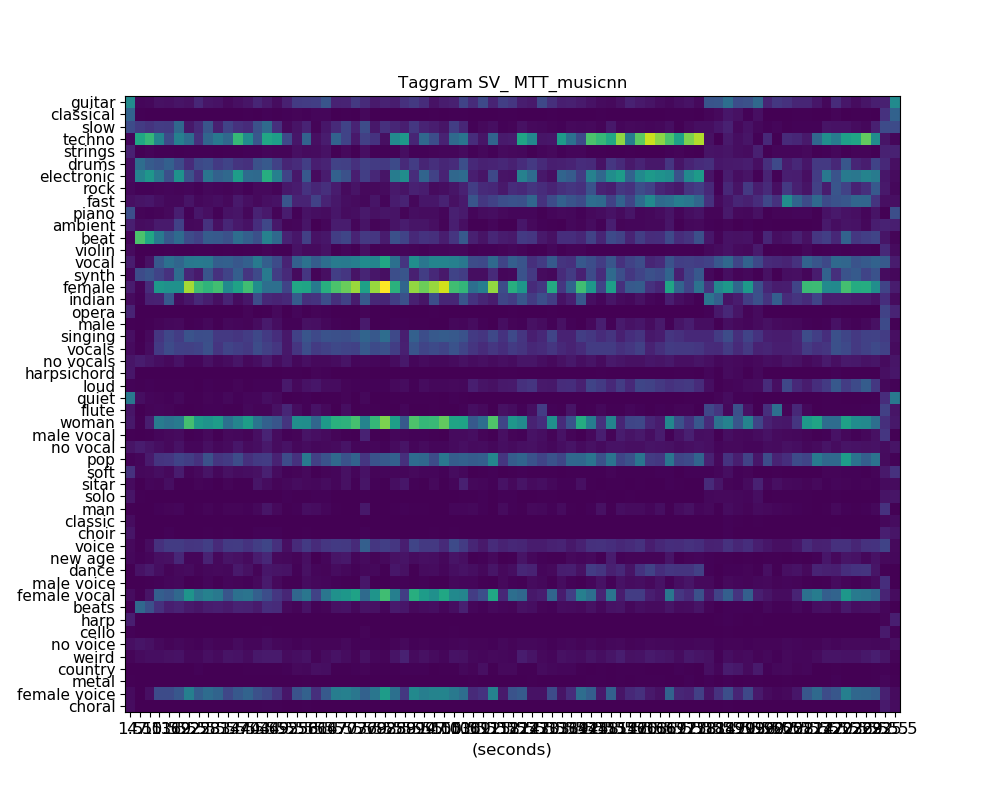 Taggram SV_ MTT_musicnn
guitar
classical
slow
techno
strings
drums
electronic
rock
fast
piano
ambient
beat
violin
vocal
synth
female
indian
opera
male
singing
vocals
no vocals
harpsichord
loud
quiet
flute
woman
male vocal
no vocal
pop
soft
sitar
solo
man
classic
choir
voice
new age
dance
male voice
female vocal
beats
harp
cello
no voice
weird
country
metal
female voice
choral
(seconds)